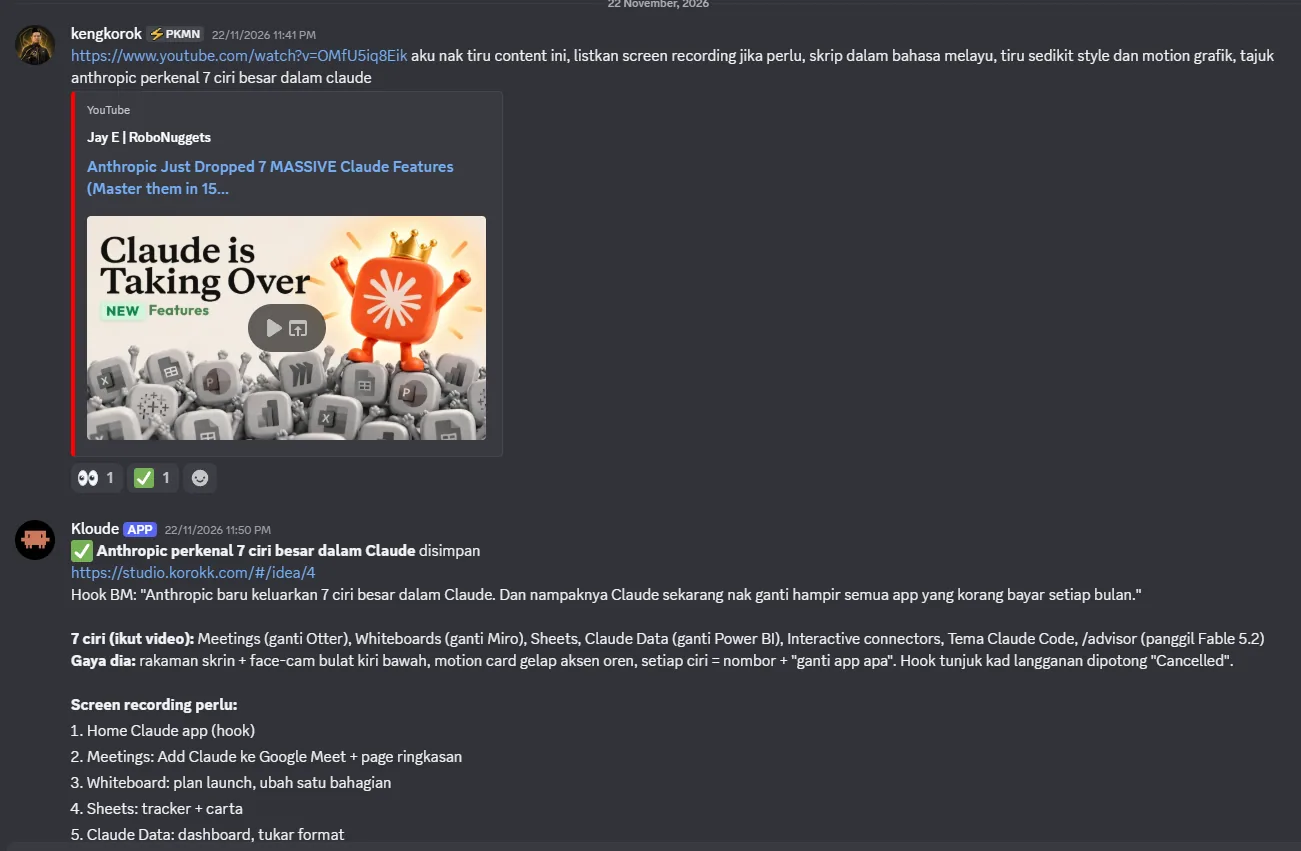 22 November, 2026
kengkorok PKMN 22/11/2026 11:41 PM
https://www.youtube.com/watch?v=OMfU5iq8Eik aku nak tiru content ini, listkan screen recording jika perlu, skrip dalam bahasa melayu, tiru sedikit style dan motion grafik, tajuk
anthropic perkenal 7 ciri besar dalam claude
YouTube
Jay E | RoboNuggets
Anthropic Just Dropped 7 MASSIVE Claude Features
(Master them in 15...
Claude is
Taking Over
NEW Features
1 1
Kloude APP 22/11/2026 11:50 PM
Anthropic perkenal 7 ciri besar dalam Claude disimpan
https://studio.korokk.com/#/idea/4
Hook BM: "Anthropic baru keluarkan 7 ciri besar dalam Claude. Dan nampaknya Claude sekarang nak ganti hampir semua app yang korang bayar setiap bulan."
7 ciri (ikut video): Meetings (ganti Otter), Whiteboards (ganti Miro), Sheets, Claude Data (ganti Power BI), Interactive connectors, Tema Claude Code, /advisor (panggil Fable 5.2)
Gaya dia: rakaman skrin + face-cam bulat kiri bawah, motion card gelap aksen oren, setiap ciri = nombor + "ganti app apa". Hook tunjuk kad langganan dipotong "Cancelled".
Screen recording perlu:
1. Home Claude app (hook)
2. Meetings: Add Claude ke Google Meet + page ringkasan
3. Whiteboard: plan launch, ubah satu bahagian
4. Sheets: tracker + carta
5. Claude Data: dashboard, tukar format